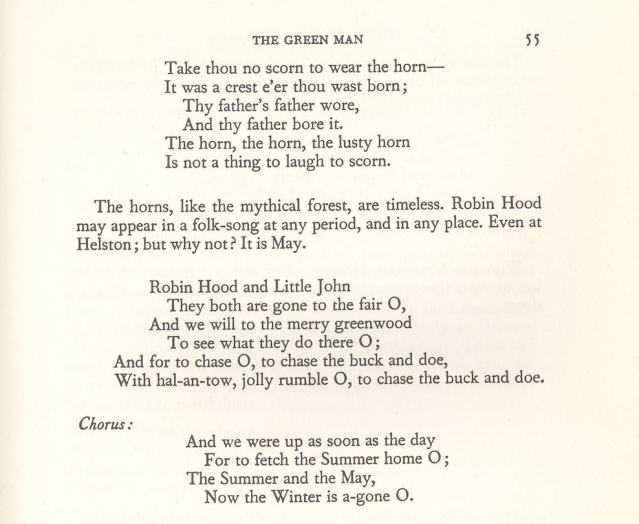 THE GREEN MAN 55
Take thou no scorn to wear the horn—
It was a crest e'er thou wast born;
Thy father's father wore,
And thy father bore it.
The horn, the horn, the lusty horn
Is not a thing to laugh to scorn.
The horns, like the mythical forest, are timeless. Robin Hood
may appear in a folk-song at any period, and in any place. Even at
Helston; but why not? It is May.
Robin Hood and Little John
They both are gone to the fair O,
And we will to the merry greenwood
To see what they do there O;
And for to chase O, to chase the buck and doe,
With hal-an-tow, jolly rumble O, to chase the buck and doe.
Chorus:
And we were up as soon as the day
For to fetch the Summer home O;
The Summer and the May,
Now the Winter is a-gone O.